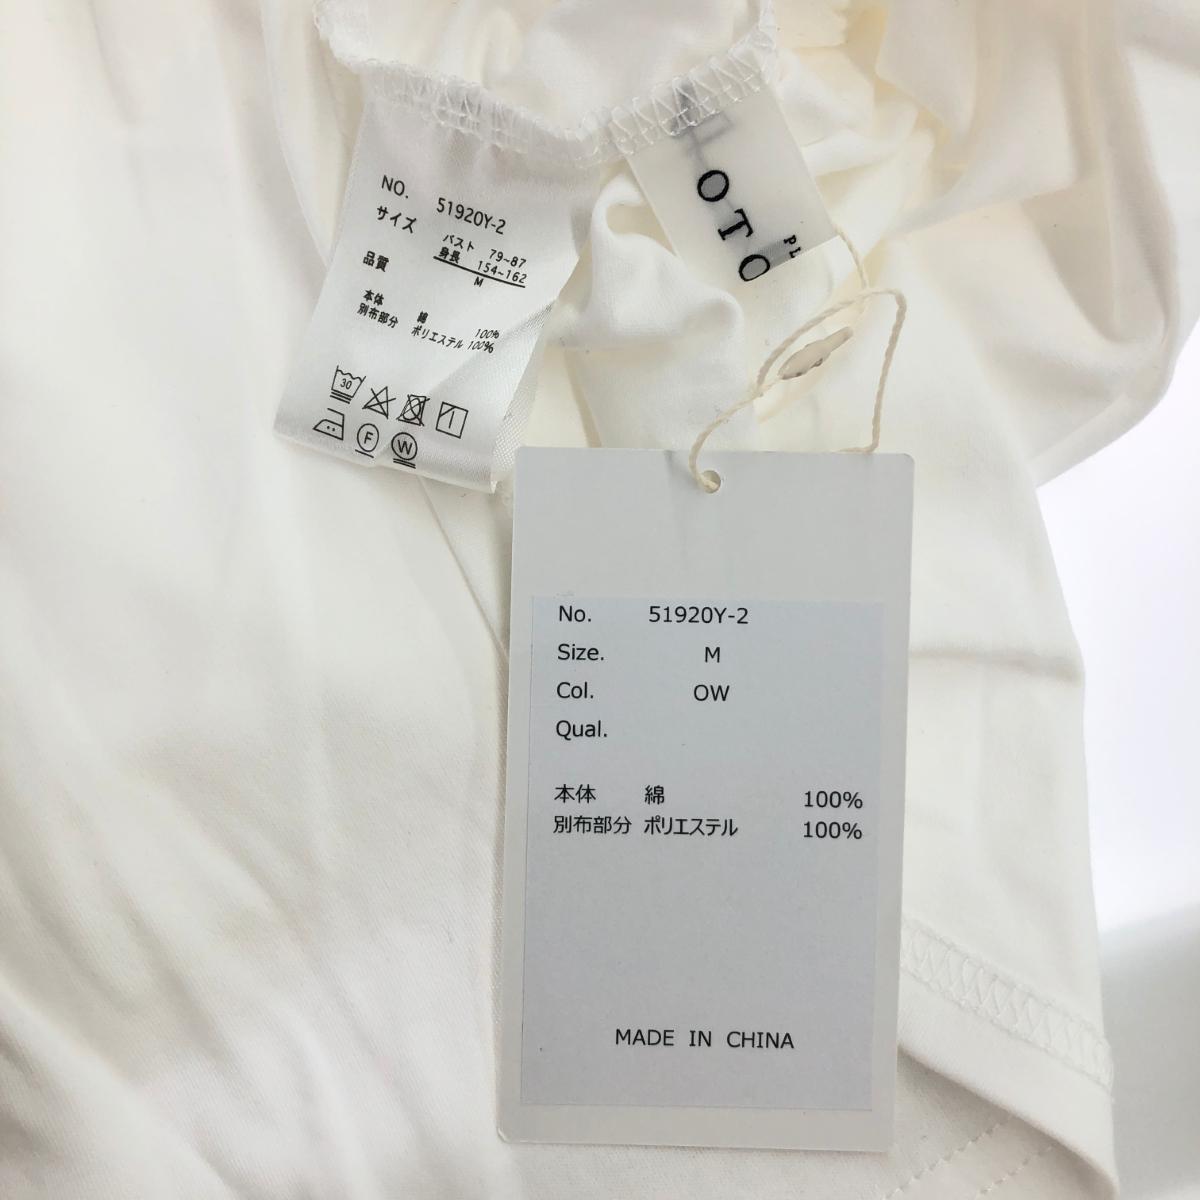 NO. 51920Y-2
サイズ
バスト 79~87
身長 154~162
M
品質
本体 綿 100%
別布部分 ポリエステル 100%
30
F W
OTO
PL
No. 51920Y-2
Size. M
Col. OW
Qual.
本体 綿 100%
別布部分 ポリエステル 100%
MADE IN CHINA